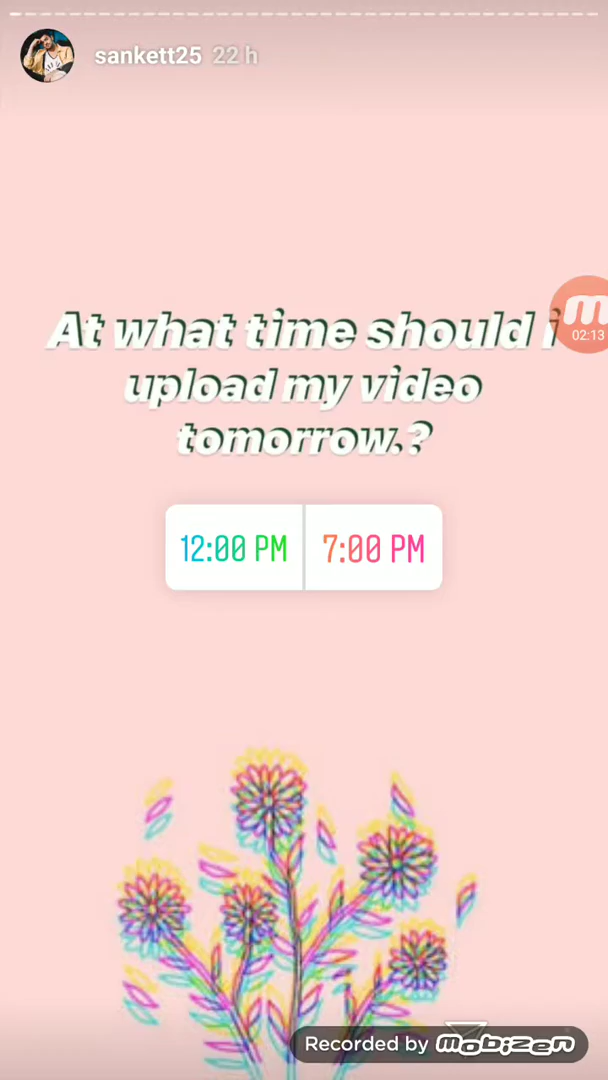 sankett25 22 h
At what time should i
upload my video
tomorrow.?
m
02:13
12:00 PM 7:00 PM
Recorded by mobizen